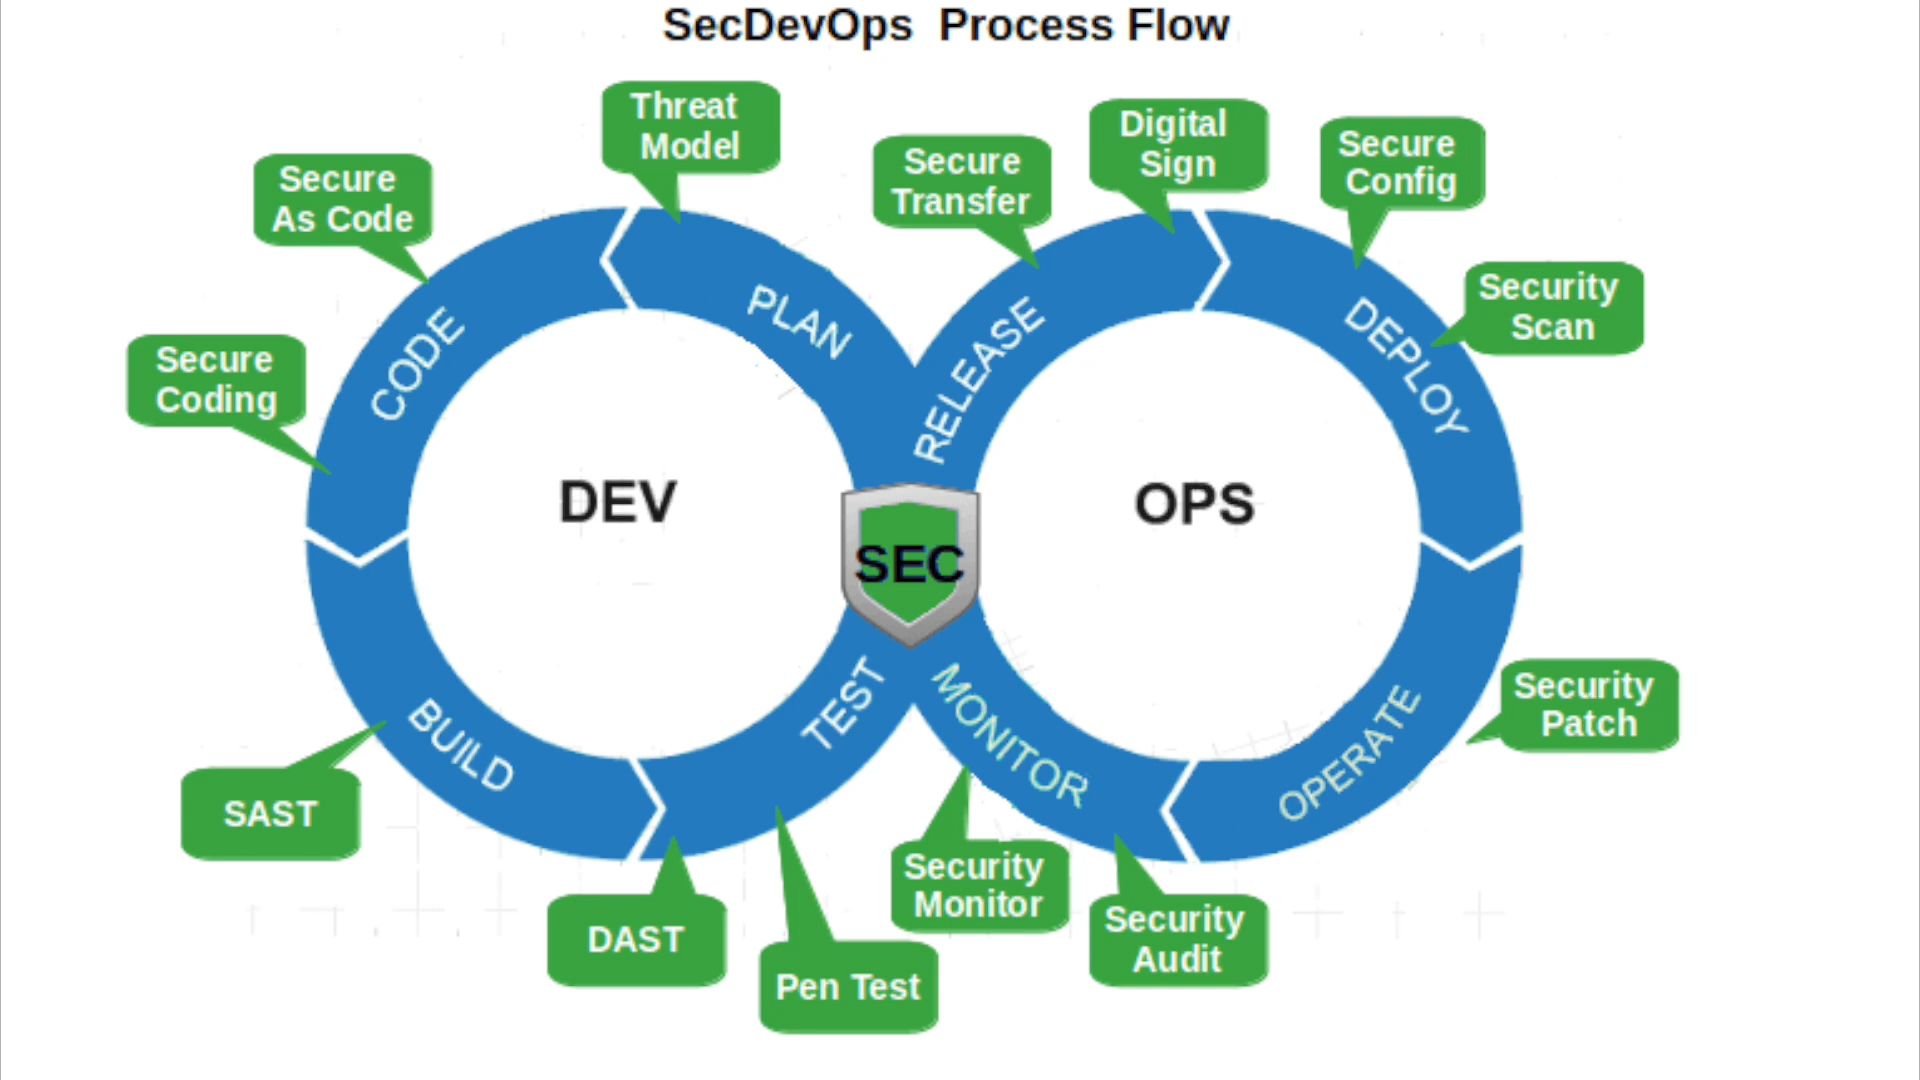 SecDevOps Process Flow
Threat
Model
Secure
As Code
Secure
Coding
Secure
Transfer
Digital
Sign
Secure
Config
Security
Scan
PLAN
CODE
RELEASE
DEPLOY
DEV
OPS
SEC
BUILD
TEST
MONITOR
OPERATE
Security
Patch
SAST
DAST
Pen Test
Security
Monitor
Security
Audit